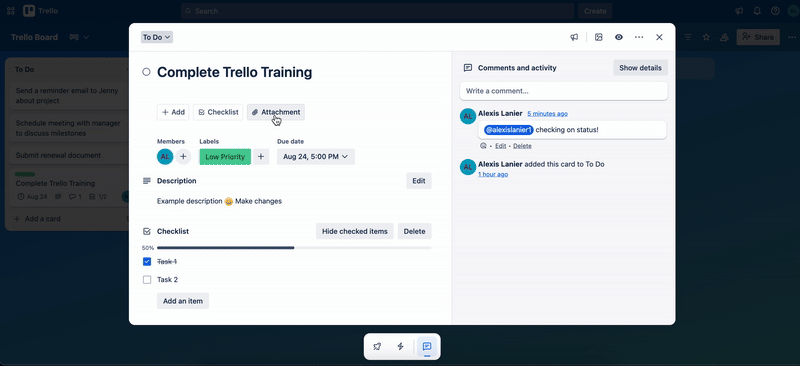 Trello
Search
Create
Trello Board
Share
To Do
Send a reminder email to Jenny
about project
Schedule meeting with manager
to discuss milestones
Submit renewal document
Complete Trello Training
Aug 24
1
1/2
Add a card
To Do
Complete Trello Training
Add
Checklist
Attachment
Members
Labels
Due date
AL
Low Priority
Aug 24, 5:00 PM
Description
Edit
Example description 😀 Make changes
Checklist
Hide checked items
Delete
50%
Task 1
Task 2
Add an item
Comments and activity
Show details
Write a comment...
AL
Alexis Lanier 5 minutes ago
@alexislanier1 checking on status!
• Edit • Delete
AL
Alexis Lanier added this card to To Do
1 hour ago